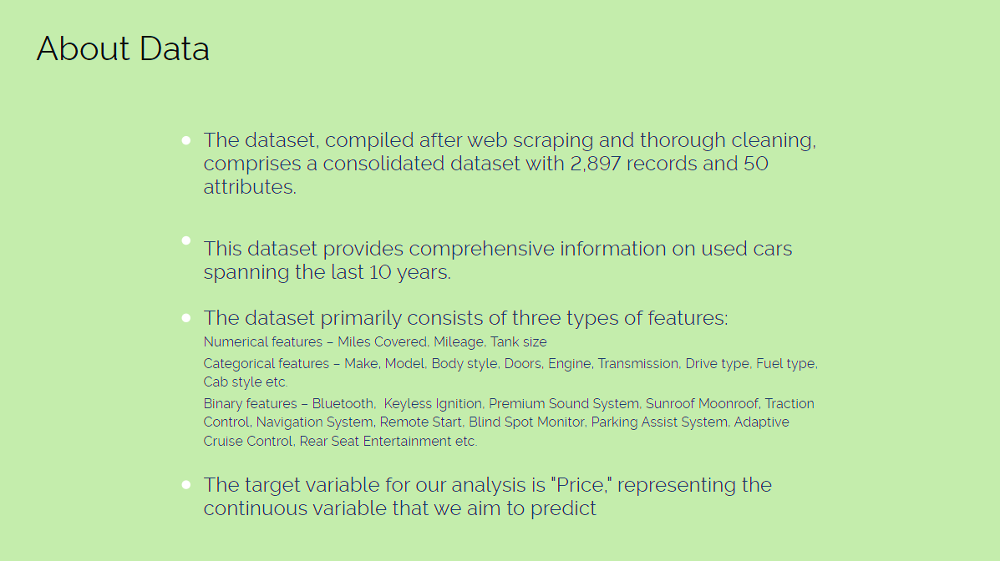 About Data
The dataset, compiled after web scraping and thorough cleaning,
comprises a consolidated dataset with 2,897 records and 50
attributes.
This dataset provides comprehensive information on used cars
spanning the last 10 years.
The dataset primarily consists of three types of features:
Numerical features – Miles Covered, Mileage, Tank size
Categorical features – Make, Model, Body style, Doors, Engine, Transmission, Drive type, Fuel type,
Cab style etc.
Binary features – Bluetooth,  Keyless Ignition, Premium Sound System, Sunroof Moonroof, Traction
Control, Navigation System, Remote Start, Blind Spot Monitor, Parking Assist System, Adaptive
Cruise Control, Rear Seat Entertainment etc.
The target variable for our analysis is "Price," representing the
continuous variable that we aim to predict